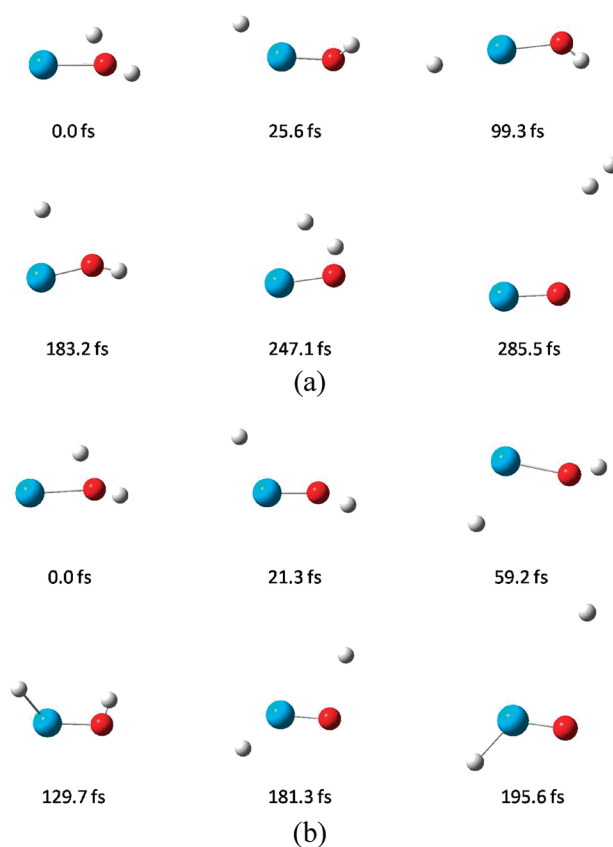 0.0 fs 25.6 fs 99.3 fs
183.2 fs 247.1 fs 285.5 fs
(a)
0.0 fs 21.3 fs 59.2 fs
129.7 fs 181.3 fs 195.6 fs
(b)